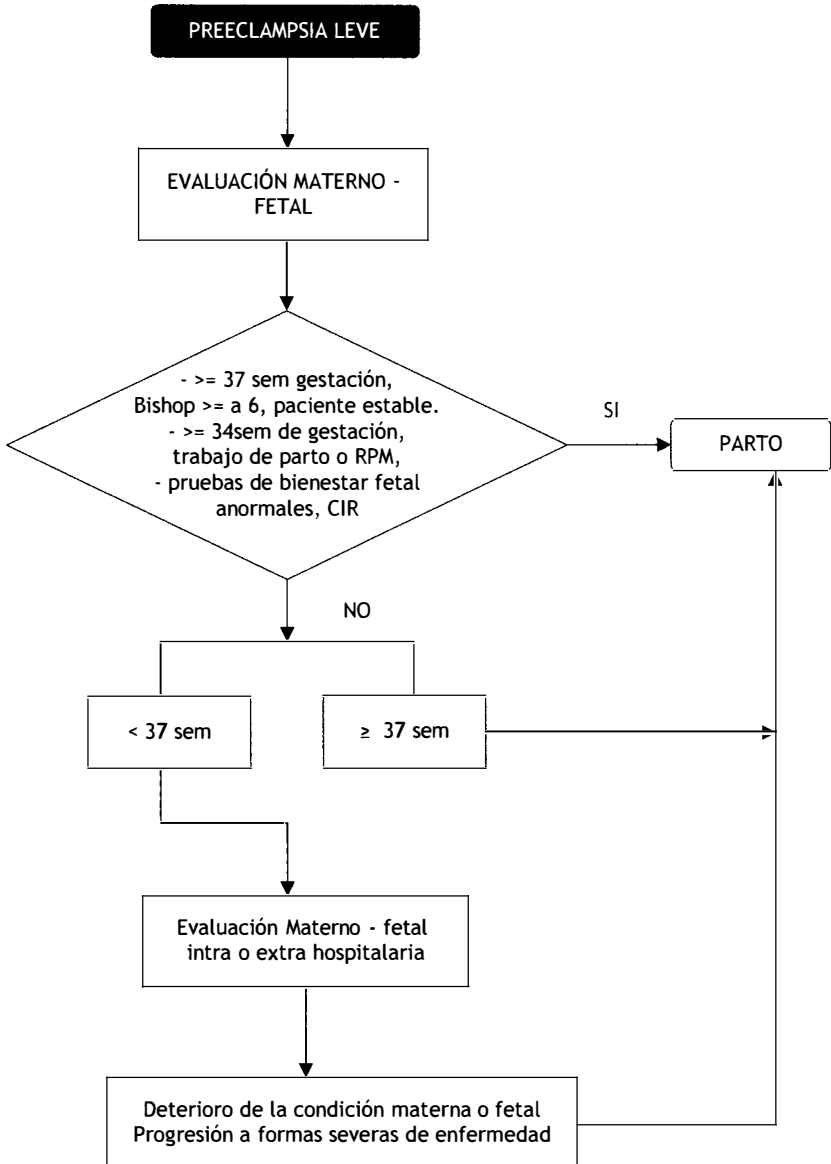 PREECLAMPSIA LEVE
EVALUACIÓN MATERNO -
FETAL
- >= 37 sem gestación,
Bishop >= a 6, paciente estable.
- >= 34sem de gestación,
trabajo de parto o RPM,
- pruebas de bienestar fetal
anormales, CIR
SI
PARTO
NO
< 37 sem
≥ 37 sem
Evaluación Materno - fetal
intra o extra hospitalaria
Deterioro de la condición materna o fetal
Progresión a formas severas de enfermedad